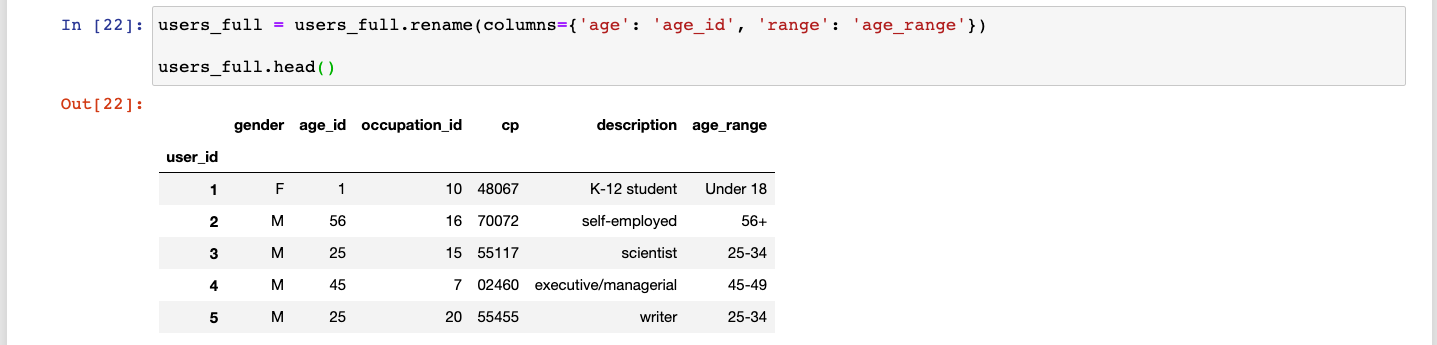 In [22]: users_full = users_full.rename(columns={'age': 'age_id', 'range': 'age_range'})
users_full.head()
Out[22]:
gender age_id occupation_id cp description age_range
user_id
1 F 1 10 48067 K-12 student Under 18
2 M 56 16 70072 self-employed 56+
3 M 25 15 55117 scientist 25-34
4 M 45 7 02460 executive/managerial 45-49
5 M 25 20 55455 writer 25-34